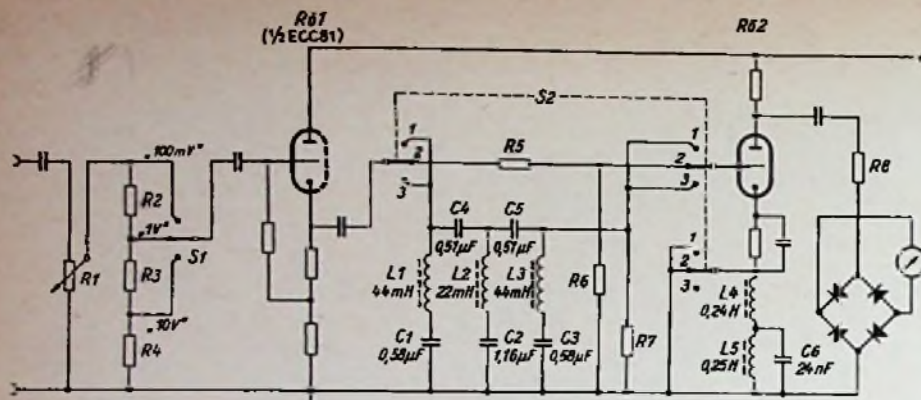 Rö1
(½ ECC81)
Rö2
S2
„100mV"
R2
„1V"
S1
R3
R1
„10V"
R4
1
2
3
R5
1
2
3
R8
C4
0,51µF
C5
0,51µF
L1
44mH
L2
22mH
L3
44mH
R6
C1
0,58µF
C2
1,16µF
C3
0,58µF
R7
1
2
3
L4
0,24H
L5
0,25H
C6
24nF